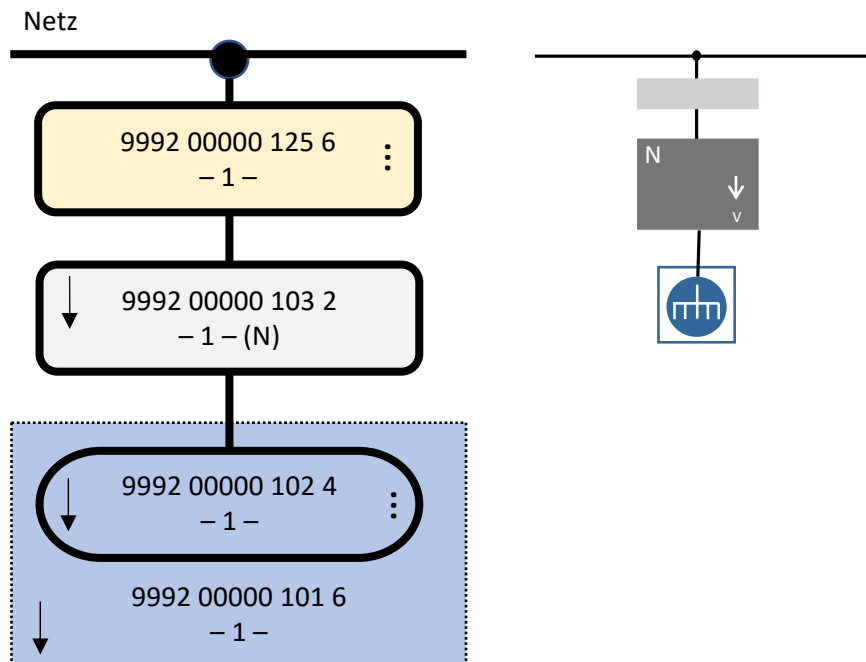 Netz
9992 00000 125 6
– 1 –
9992 00000 103 2
– 1 – (N)
9992 00000 102 4
– 1 –
9992 00000 101 6
– 1 –
N
v